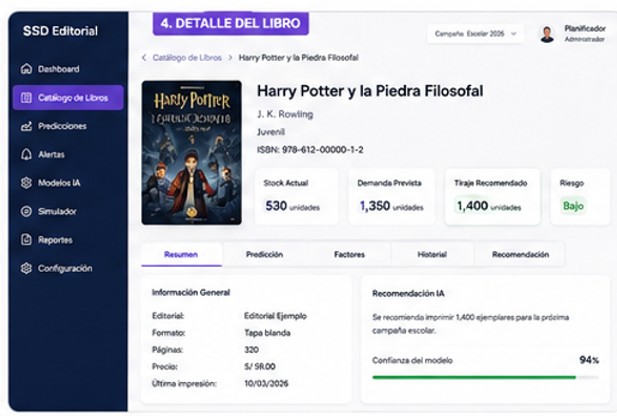 SSD Editorial
4. DETALLE DEL LIBRO
Campaña Escolar 2026
Planificador
Administrador
Dashboard
Catálogo de Libros
Predicciones
Alertas
Modelos IA
Simulador
Reportes
Configuración
Catálogo de Libros > Harry Potter y la Piedra Filosofal
HARRY POTTER
Harry Potter y la Piedra Filosofal
J. K. Rowling
Juvenil
ISBN: 978-612-00000-1-2
Stock Actual
530 unidades
Demanda Prevista
1,350 unidades
Tiraje Recomendado
1,400 unidades
Riesgo
Bajo
Resumen
Predicción
Factores
Historial
Recomendación
Información General
Editorial: Editorial Ejemplo
Formato: Tapa blanda
Páginas: 320
Precio: S/
Última impresión: 10/03/2026
Recomendación IA
Se recomienda imprimir 1,400 ejemplares para la próxima
campaña escolar.
Confianza del modelo 94%